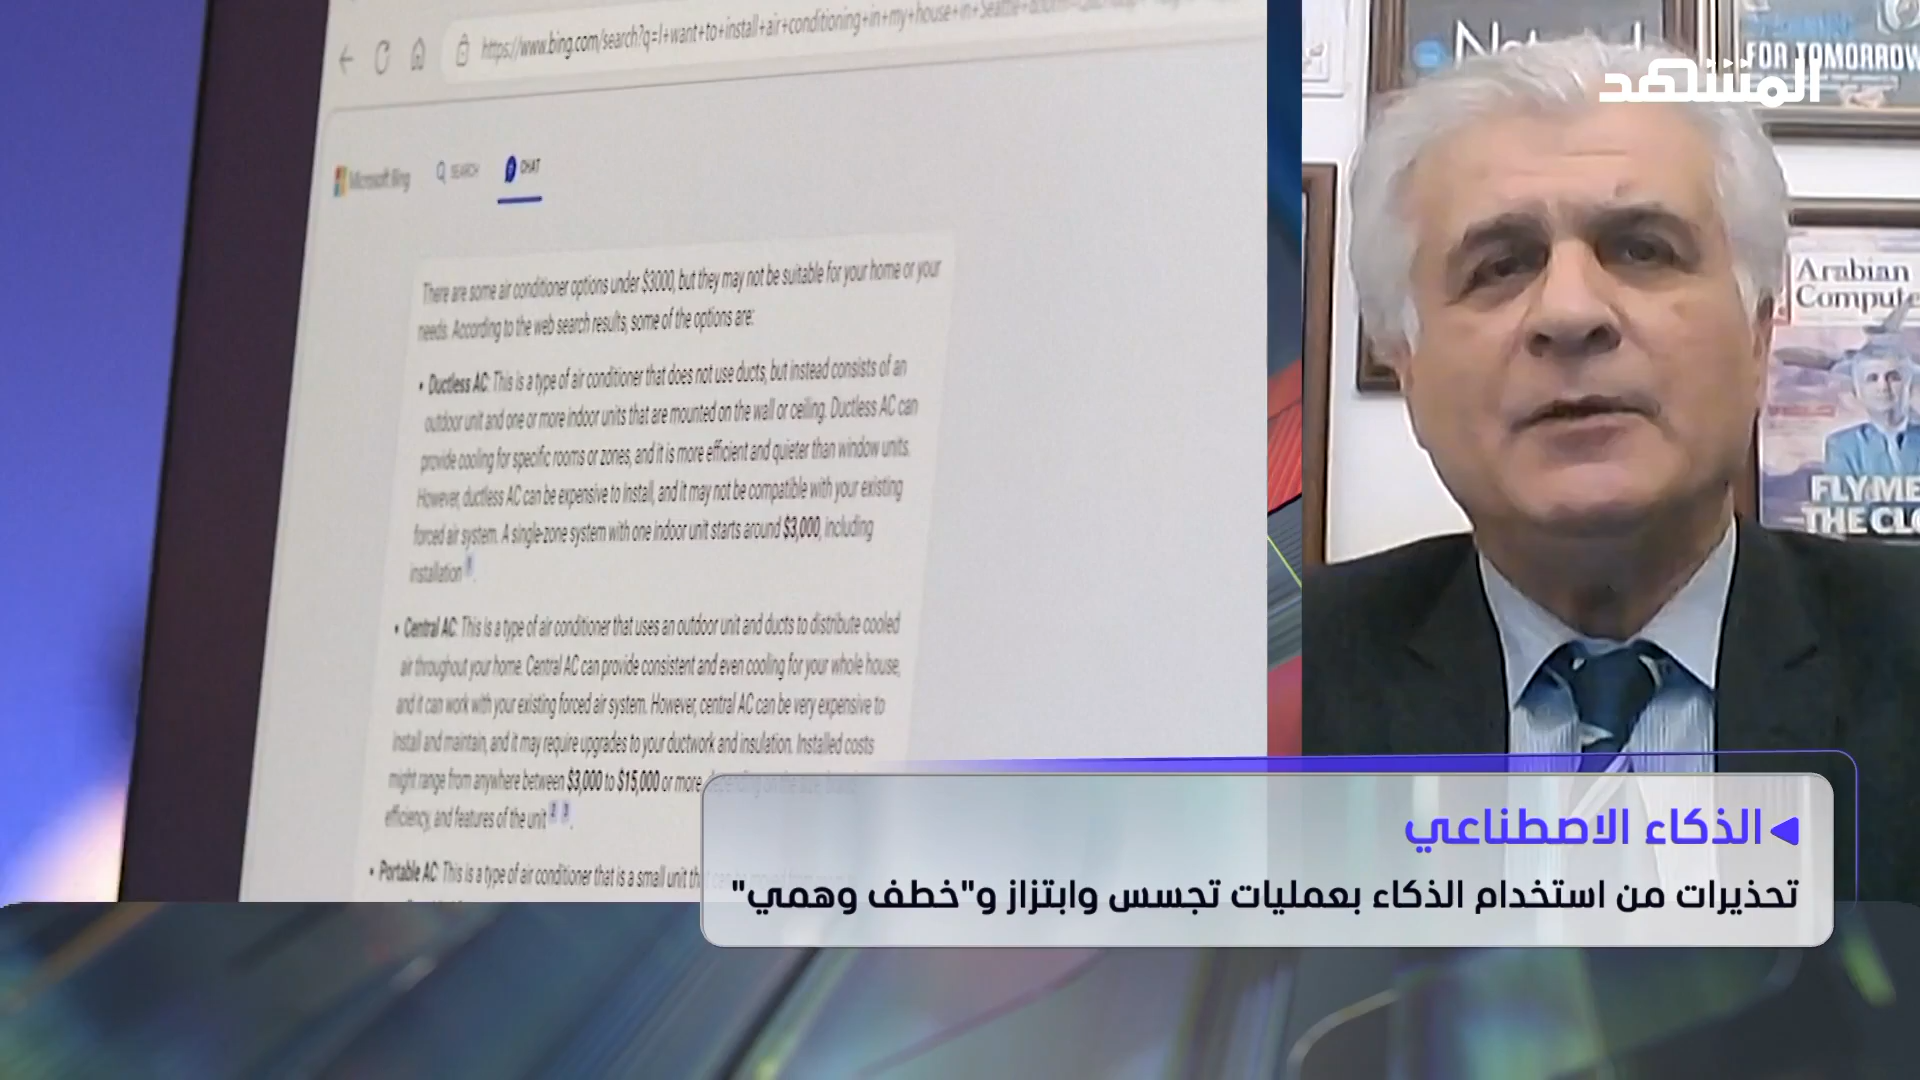 https://www.bing.com/search?q=I+want+to+install+air+conditioning+in+my+house+in+Seattle
Microsoft Bing
SEARCH
CHAT
There are some air conditioner options under $3000, but they may not be suitable for your home or your
needs. According to the web search results, some of the options are:
• Ductless AC: This is a type of air conditioner that does not use ducts, but instead consists of an
outdoor unit and one or more indoor units that are mounted on the wall or ceiling. Ductless AC can
provide cooling for specific rooms or zones, and it is more efficient and quieter than window units.
However, ductless AC can be expensive to install, and it may not be compatible with your existing
forced air system. A single-zone system with one indoor unit starts around $3,000, including
installation
• Central AC: This is a type of air conditioner that uses an outdoor unit and ducts to distribute cooled
air throughout your home. Central AC can provide consistent and even cooling for your whole house,
and it can work with your existing forced air system. However, central AC can be very expensive to
install and maintain, and it may require upgrades to your ductwork and insulation. Installed costs
might range from anywhere between $3,000 to $15,000 or more, depending on the size,
efficiency, and features of the unit 2 3 .
• Portable AC: This is a type of air conditioner that is a small unit that can be moved from room
FOR TOMORROW
المشهد
Arabian
Compute
FLY ME
THE CLO
الذكاء الاصطناعي
تحذيرات من استخدام الذكاء بعمليات تجسس وابتزاز و"خطف وهمي"